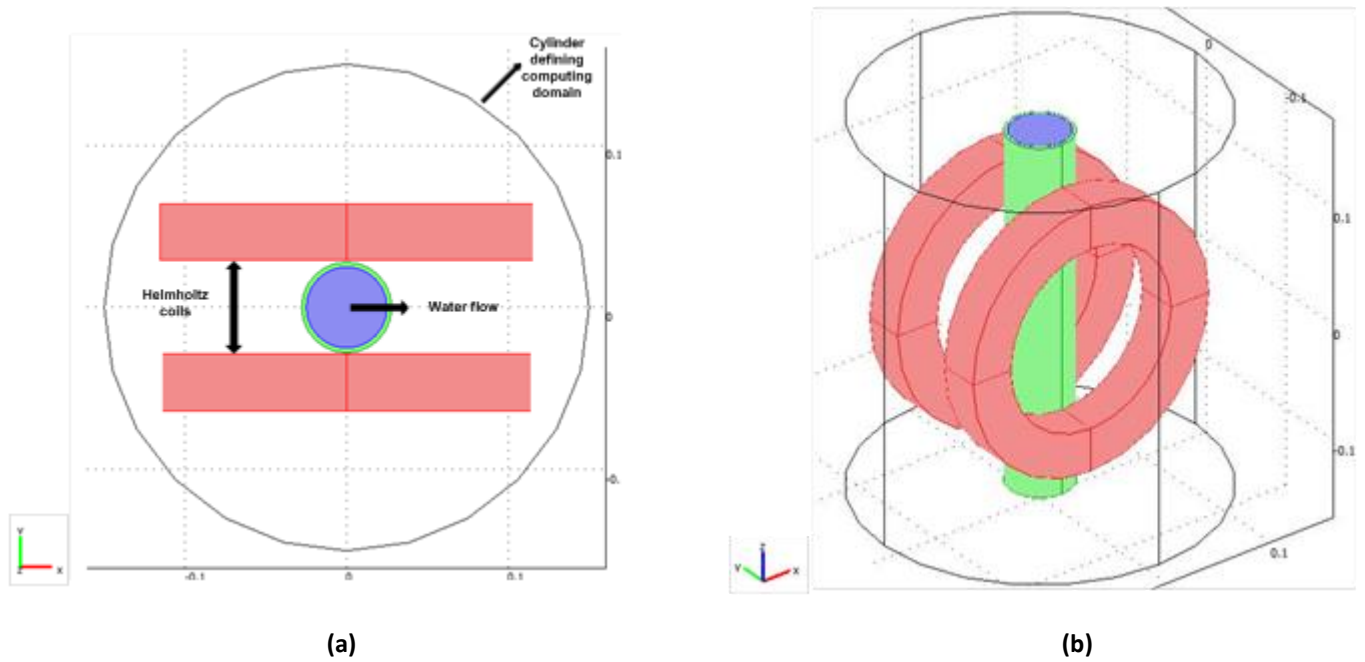 Cylinder
defining
computing
domain
0.1
Helmholtz
coils
Water flow
0
-0.
-0.1
0
0.1
Y
Z
X
(a)
0
-0.1
0.1
0
-0.1
0.1
Z
Y
X
(b)